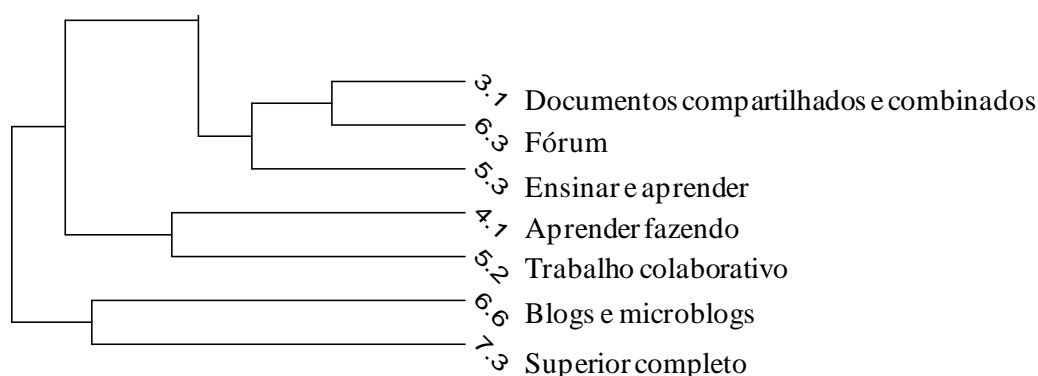 3.1 Documentos compartilhados e combinados
6.3 Fórum
5.3 Ensinar e aprender
4.1 Aprender fazendo
5.2 Trabalho colaborativo
6.6 Blogs e microblogs
7.3 Superior completo